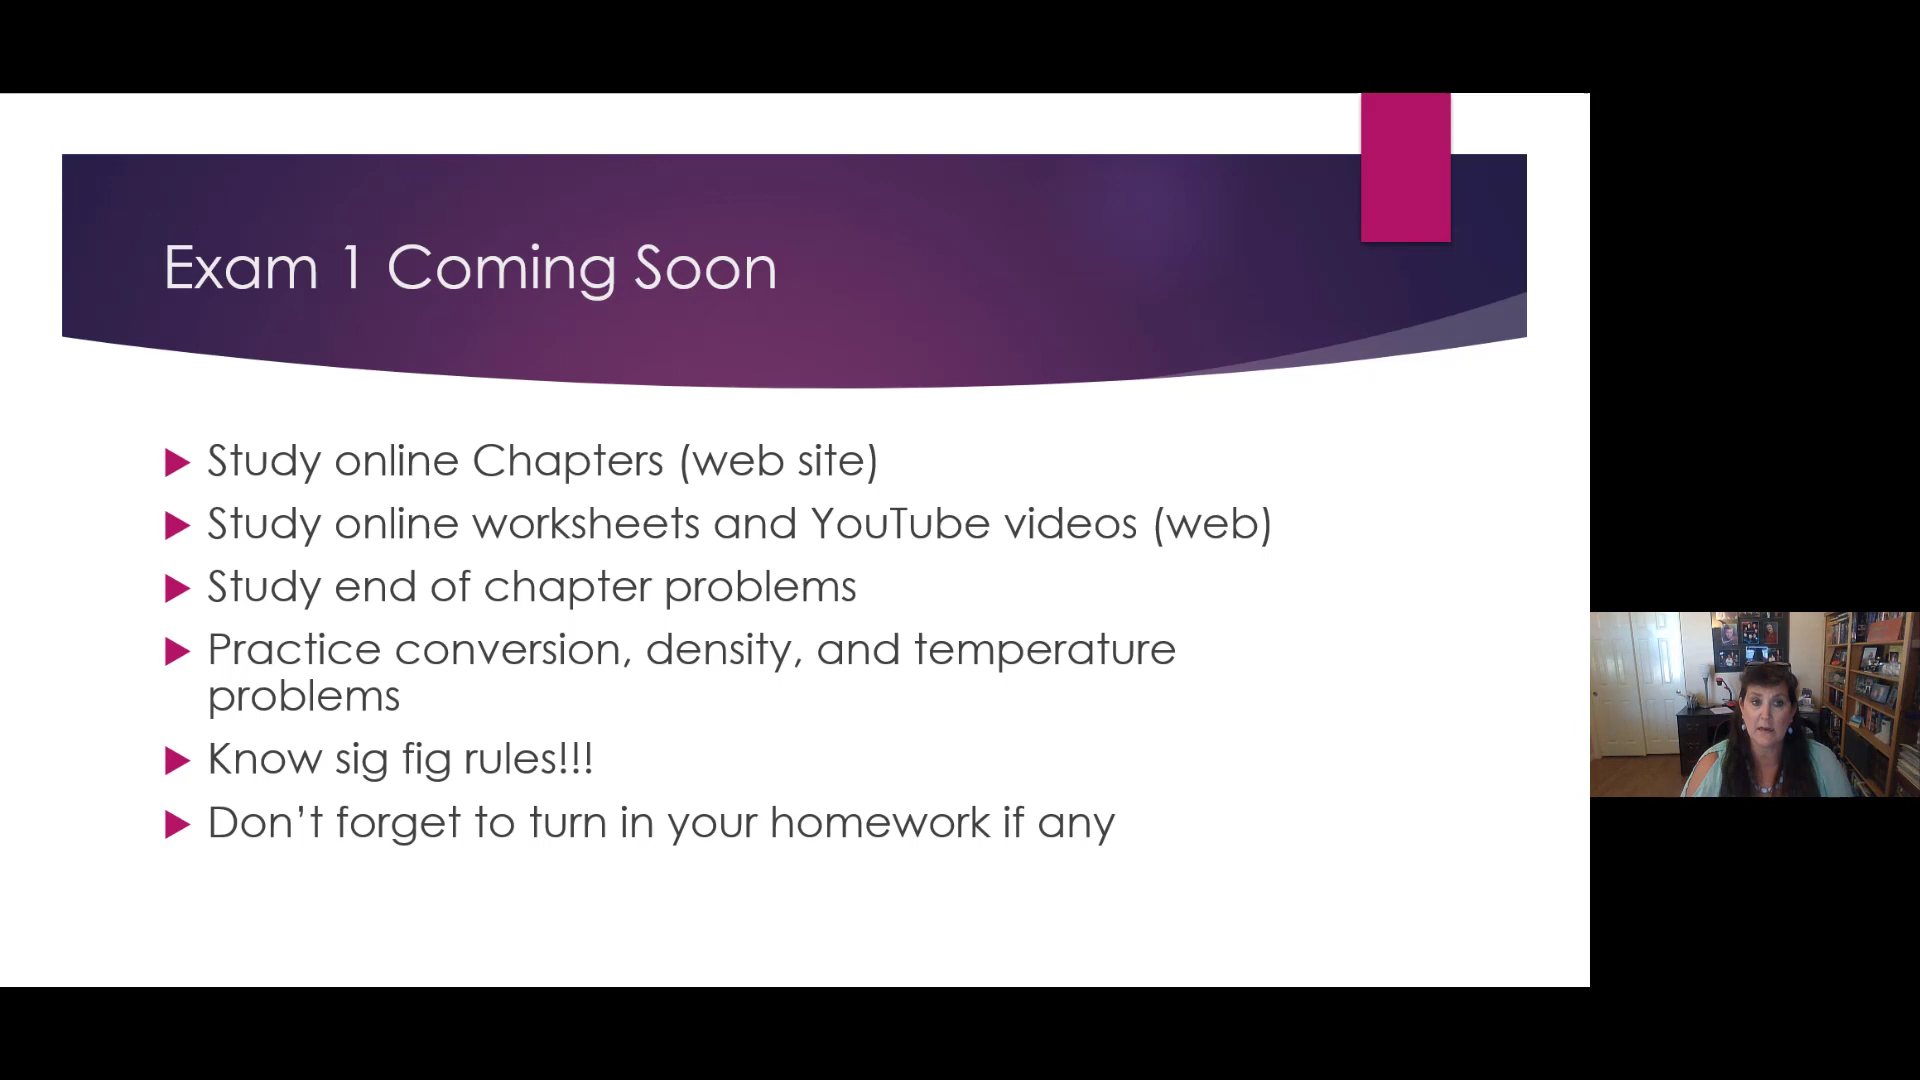 Exam 1 Coming Soon
Study online Chapters (web site)
Study online worksheets and YouTube videos (web)
Study end of chapter problems
Practice conversion, density, and temperature
problems
Know sig fig rules!!!
Don’t forget to turn in your homework if any